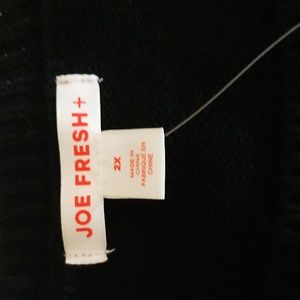 JOE FRESH+
2X
MADE IN
CHINA
FABRIQUÉ EN
CHINE